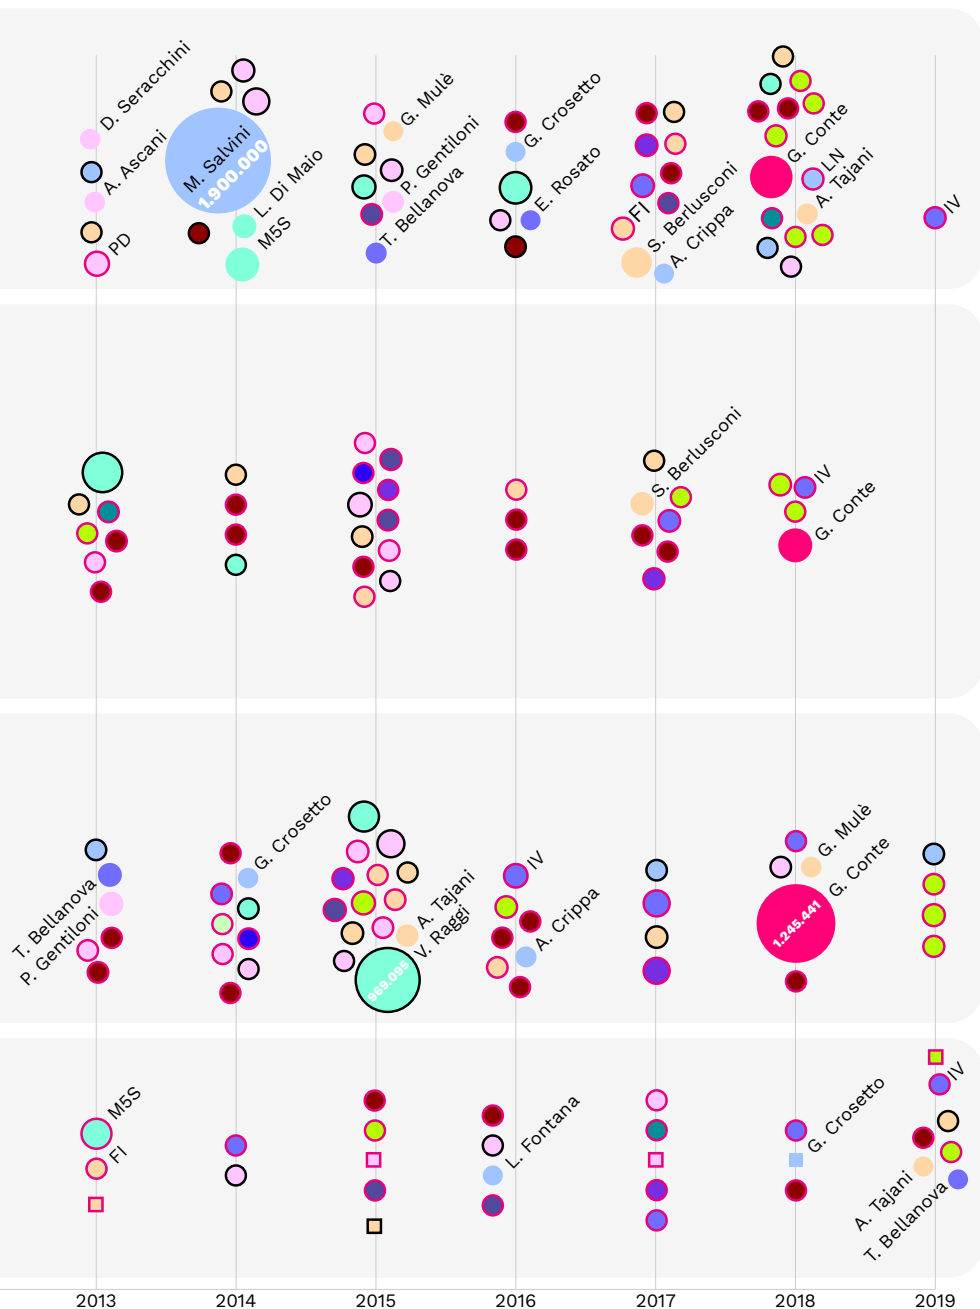 D. Seracchini
A. Ascani
PD
M. Salvini
1.900.000
L. Di Maio
M5S
G. Mulè
P. Gentiloni
T. Bellanova
G. Crosetto
E. Rosato
FI
S. Berlusconi
A. Crippa
G. Conte
LN
A. Tajani
IV
S. Berlusconi
IV
G. Conte
T. Bellanova
P. Gentiloni
G. Crosetto
A. Tajani
V. Raggi
969.095
IV
A. Crippa
G. Mulè
G. Conte
1.245.441
M5S
FI
L. Fontana
G. Crosetto
IV
A. Tajani
T. Bellanova
2013 2014 2015 2016 2017 2018 2019